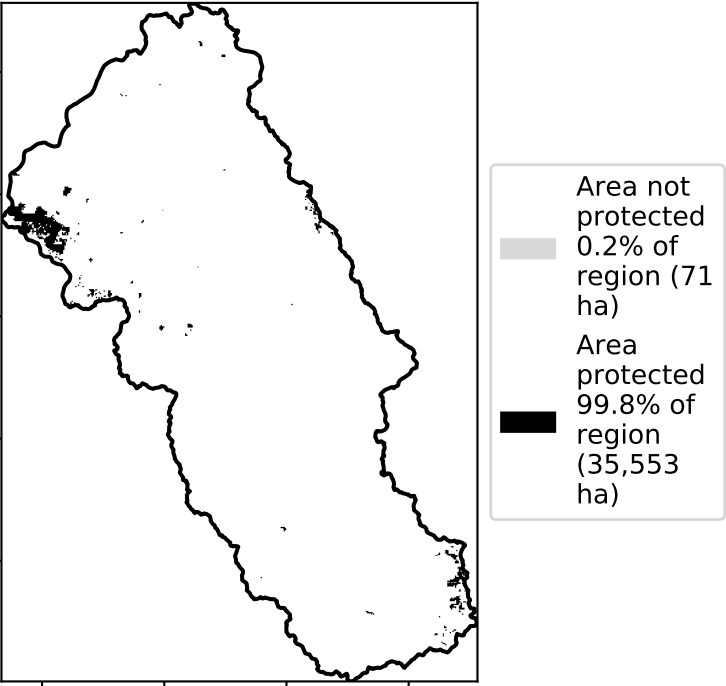 Area not
protected
0.2% of
region (71
ha)
Area
protected
99.8% of
region
(35,553
ha)